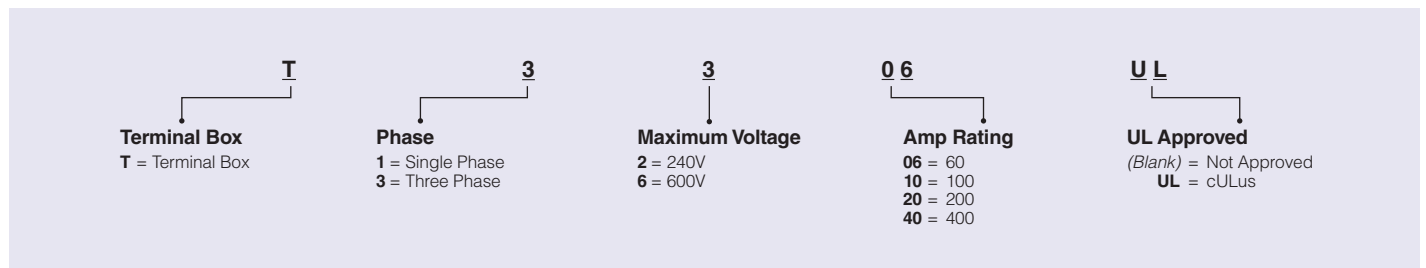 T 3 3 0 6 U L
Terminal Box
T = Terminal Box
Phase
1 = Single Phase
3 = Three Phase
Maximum Voltage
2 = 240V
6 = 600V
Amp Rating
06 = 60
10 = 100
20 = 200
40 = 400
UL Approved
(Blank) = Not Approved
UL = cULus